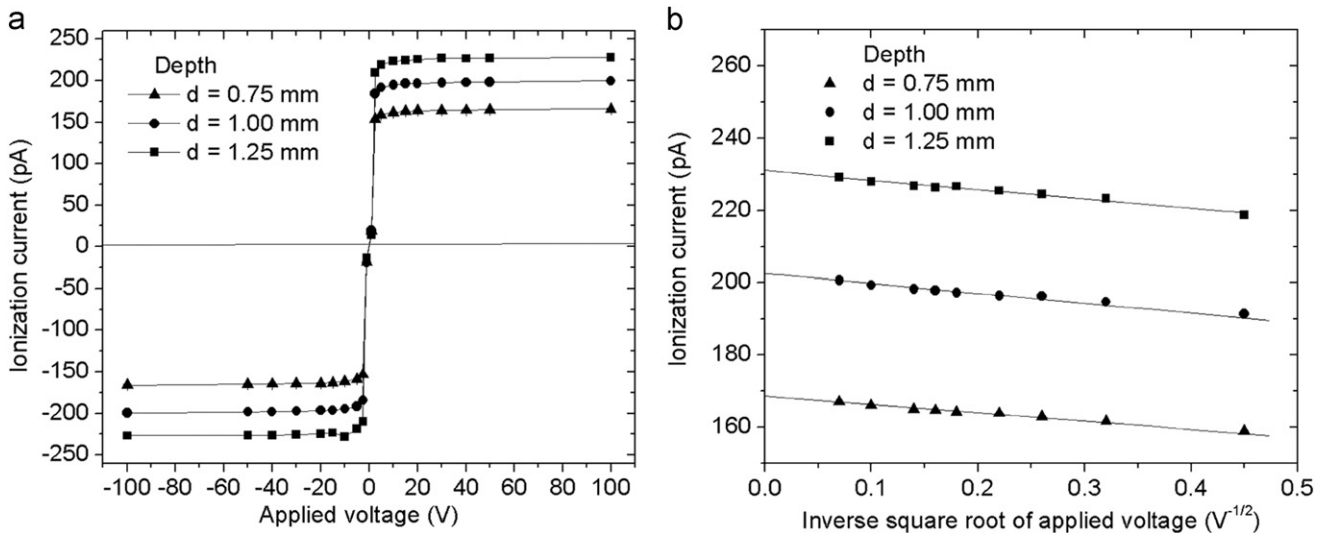 a
Ionization current (pA)
250
200
150
100
50
0
-50
-100
-150
-200
-250
Depth
d = 0.75 mm
d = 1.00 mm
d = 1.25 mm
-100 -80 -60 -40 -20 0 20 40 60 80 100
Applied voltage (V)
b
Ionization current (pA)
260
240
220
200
180
160
Depth
d = 0.75 mm
d = 1.00 mm
d = 1.25 mm
0.0 0.1 0.2 0.3 0.4 0.5
Inverse square root of applied voltage (V-1/2)